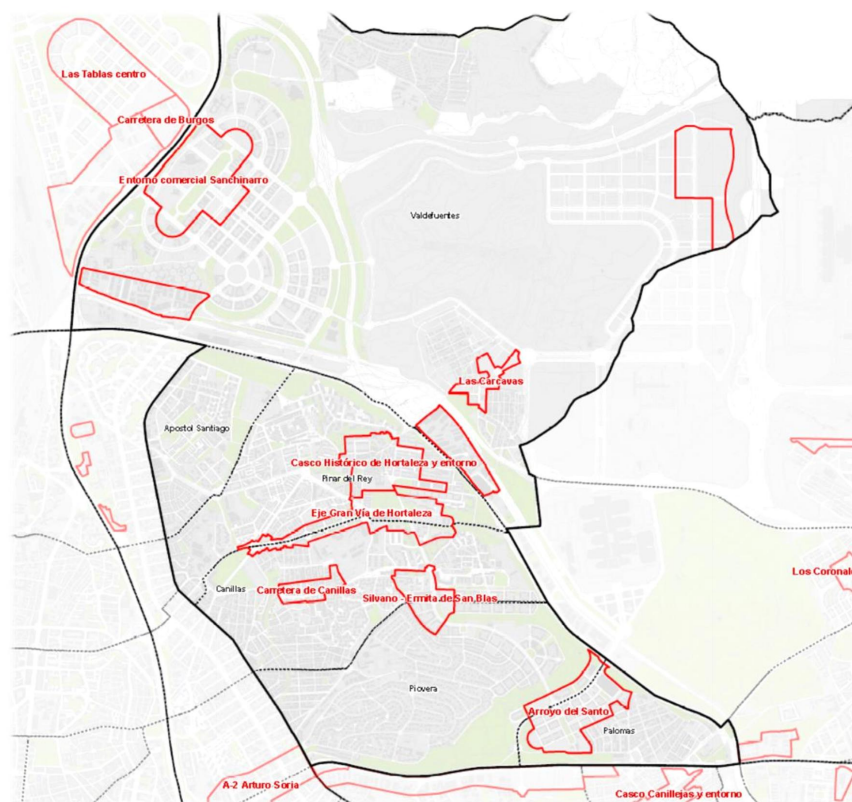 Las Tablas centro
Carretera de Burgos
Entorno comercial Sanchinarro
Valdefuentes
Las Carcavas
Apostol Santiago
Casco Histórico de Hortaleza y entorno
Pinar del Rey
Eje Gran Vía de Hortaleza
Los Coronale
Canillas
Carretera de Canillas
Silvano - Ermita de San Blas
Piovera
Arroyo del Santo
Palomas
A-2 Arturo Soria
Casco Canillejas y entorno